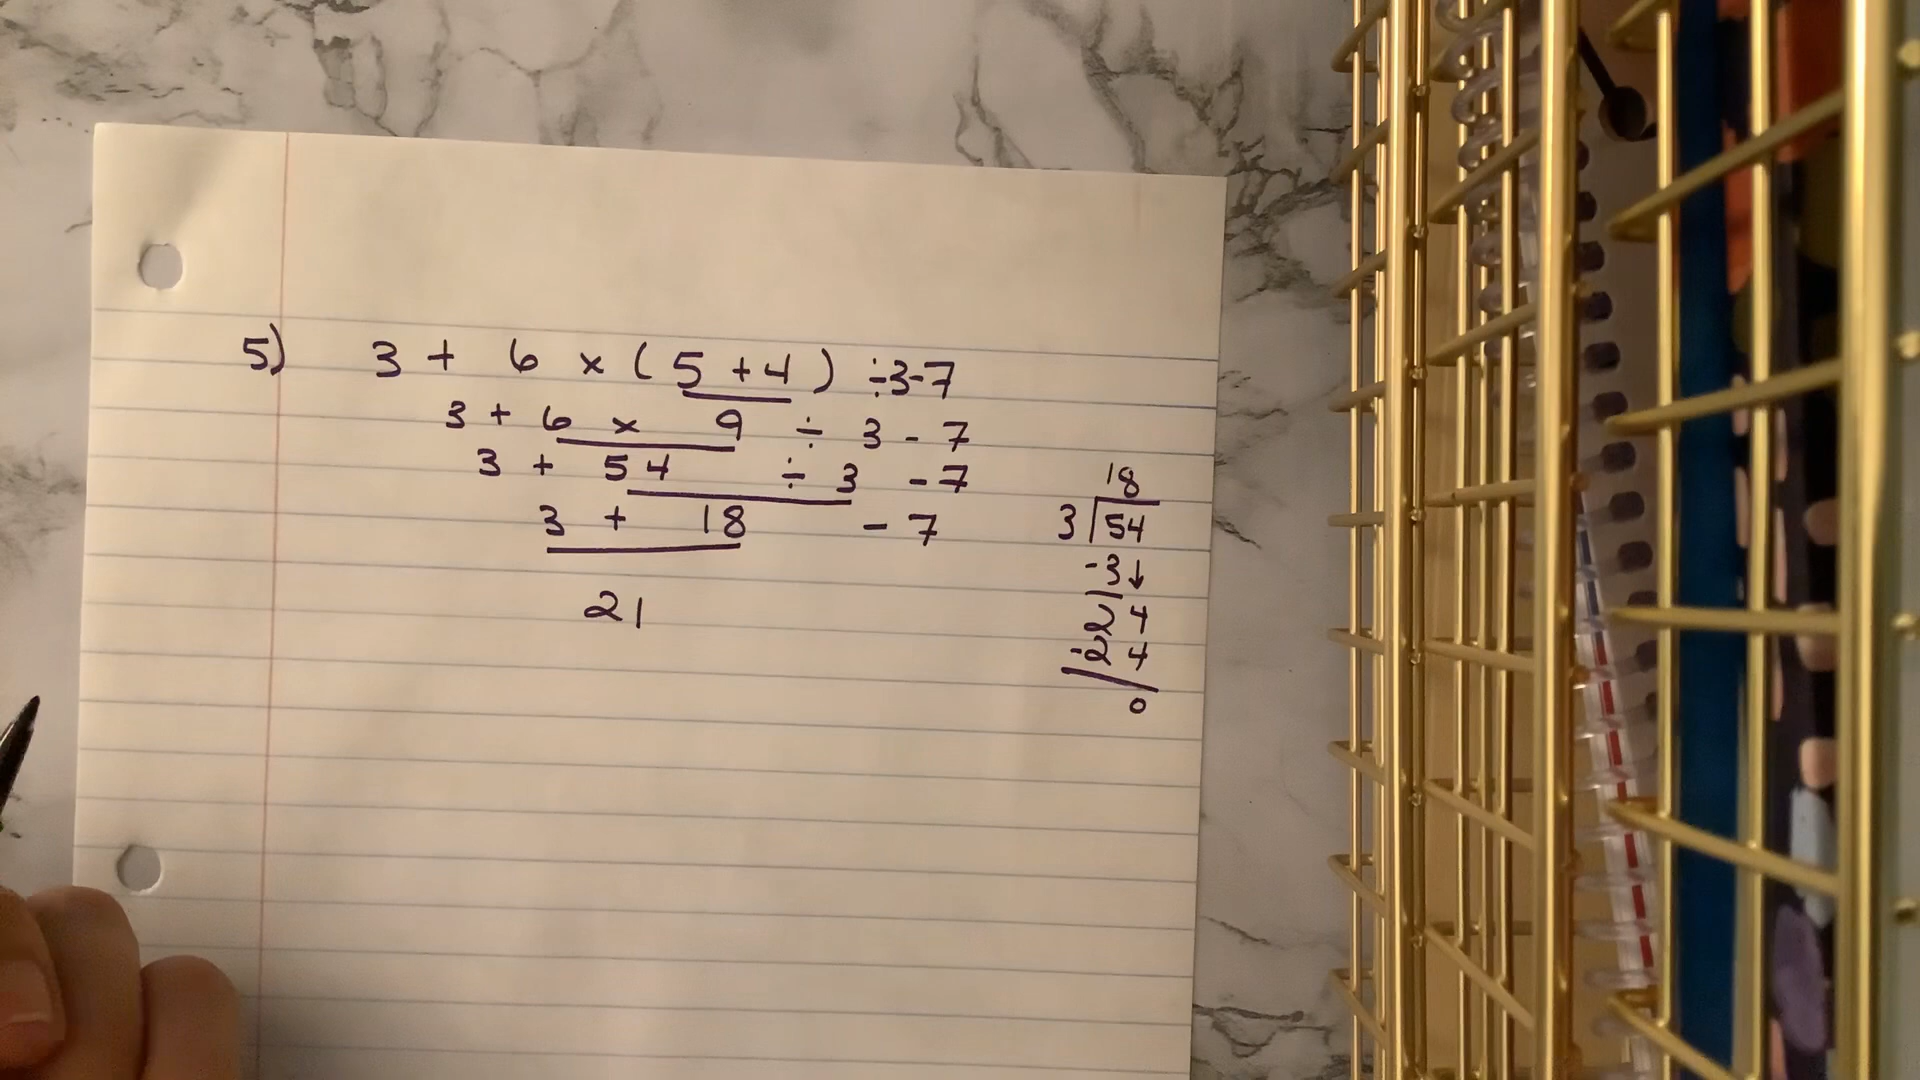 5) 3 + 6 × ( 5 + 4 ) ÷ 3 - 7
3 + 6 × 9 ÷ 3 - 7
3 + 54 ÷ 3 - 7
3 + 18 - 7
21
18
3 54
-3↓
24
-24
0